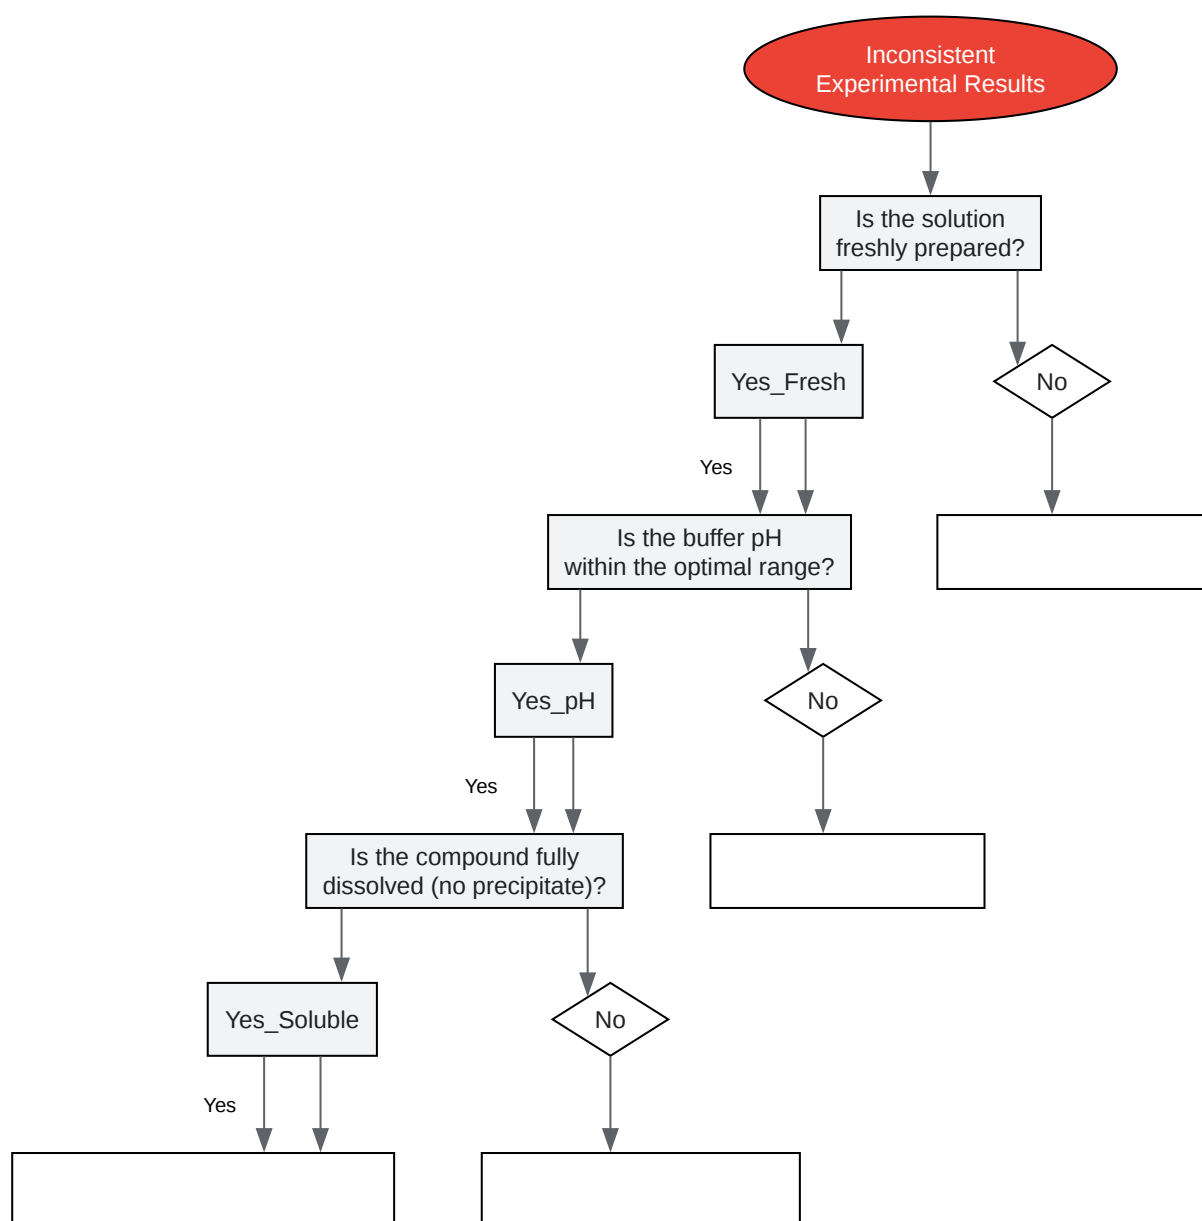 Inconsistent
Experimental Results
Is the solution
freshly prepared?
Yes_Fresh
No
Yes
Is the buffer pH
within the optimal range?
Yes_pH
No
Yes
Is the compound fully
dissolved (no precipitate)?
Yes_Soluble
No
Yes